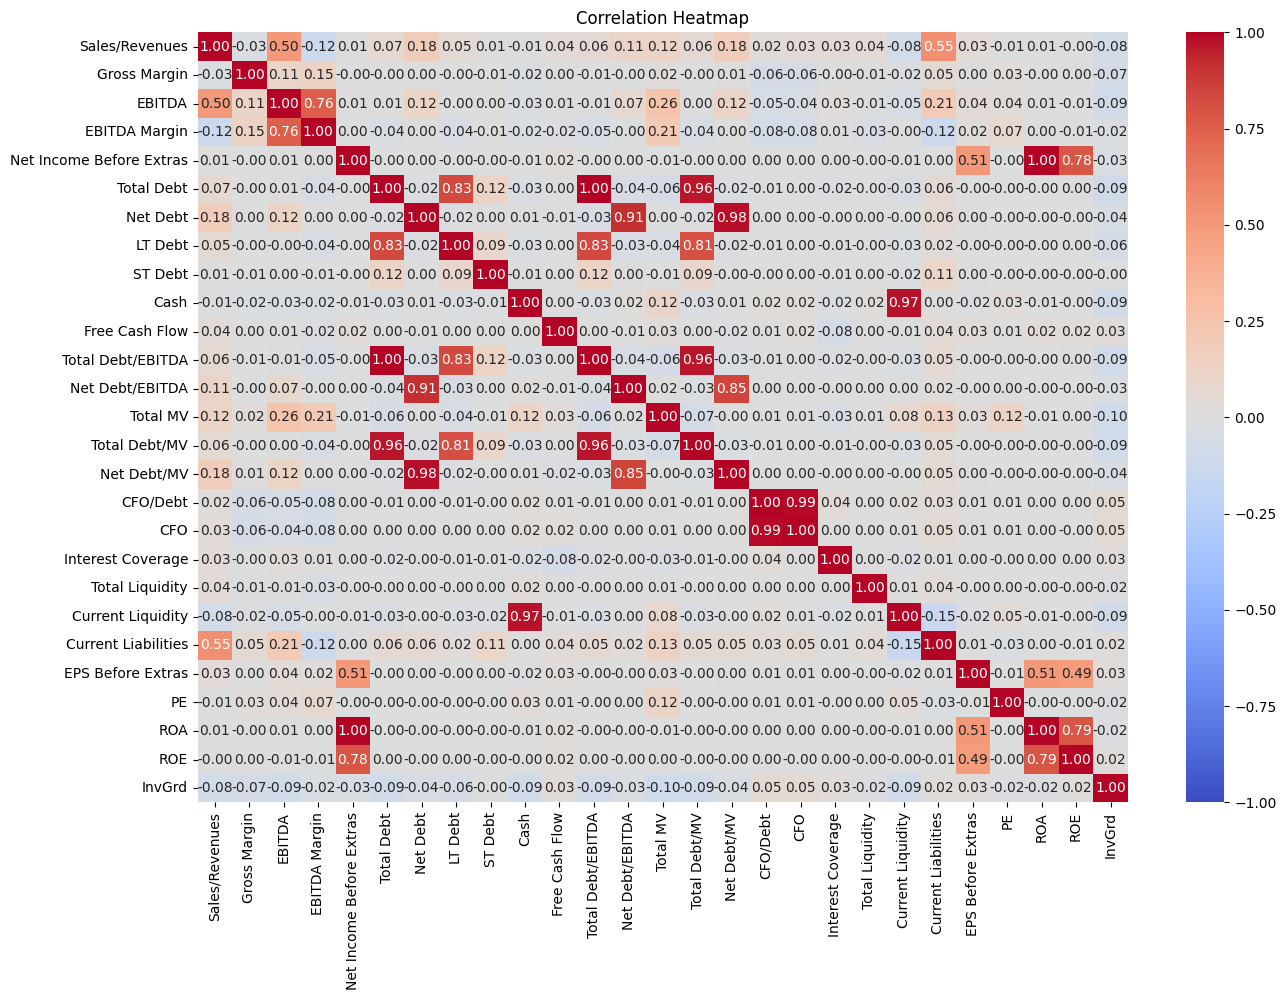 Correlation Heatmap
Sales/Revenues 1.00 -0.03 0.50 -0.12 0.01 0.07 0.18 0.05 0.01 -0.01 0.04 0.06 0.11 0.12 0.06 0.18 0.02 0.03 0.03 0.04 -0.08 0.55 0.03 -0.01 0.01 -0.00 -0.08
Gross Margin -0.03 1.00 0.11 0.15 -0.00 -0.00 0.00 -0.00 -0.01 -0.02 0.00 -0.01 -0.00 0.02 -0.00 0.01 -0.06 -0.06 0.00 -0.01 -0.02 0.05 0.00 0.03 -0.00 0.00 -0.07
EBITDA 0.50 0.11 1.00 0.76 0.01 0.01 0.12 -0.00 0.00 -0.03 0.01 -0.01 0.07 0.26 0.00 0.12 -0.05 -0.04 0.03 -0.01 -0.05 0.21 0.04 0.04 0.01 -0.01 -0.09
EBITDA Margin -0.12 0.15 0.76 1.00 0.00 -0.04 0.00 -0.04 -0.01 -0.02 -0.02 -0.05 -0.00 0.21 -0.04 0.00 -0.08 -0.08 0.01 -0.03 -0.00 -0.12 0.02 0.07 0.00 -0.01 -0.02
Net Income Before Extras 0.01 -0.00 0.01 0.00 1.00 -0.00 0.00 -0.00 -0.00 -0.01 0.02 -0.00 0.00 -0.01 -0.00 0.00 0.00 0.00 0.00 -0.00 -0.01 0.00 0.51 -0.00 1.00 0.78 -0.03
Total Debt 0.07 -0.00 0.01 -0.04 -0.00 1.00 -0.02 0.83 0.12 -0.03 0.00 1.00 -0.04 -0.06 0.96 -0.02 -0.01 0.00 -0.02 -0.00 -0.03 0.06 -0.00 -0.00 -0.00 0.00 -0.09
Net Debt 0.18 0.00 0.12 0.00 0.00 -0.02 1.00 -0.02 0.00 0.01 -0.01 -0.03 0.91 0.00 -0.02 0.98 0.00 0.00 -0.00 -0.00 -0.00 0.06 -0.00 -0.00 0.00 -0.00 -0.04
LT Debt 0.05 -0.00 -0.00 -0.04 -0.00 0.83 -0.02 1.00 0.09 -0.03 0.00 0.83 -0.03 -0.04 0.81 -0.02 -0.01 0.00 -0.01 -0.00 -0.03 0.02 -0.00 -0.00 -0.00 0.00 -0.06
ST Debt 0.01 -0.01 0.00 -0.01 -0.00 0.12 0.00 0.09 1.00 -0.01 0.00 0.12 0.00 -0.01 0.09 -0.00 -0.00 0.00 -0.01 0.00 -0.02 0.11 -0.00 -0.00 -0.00 -0.00 -0.00
Cash -0.01 -0.02 -0.03 -0.02 -0.01 -0.03 0.01 -0.03 -0.01 1.00 0.00 -0.03 0.02 0.12 -0.03 0.01 0.02 0.02 -0.02 0.02 0.97 0.00 -0.02 0.03 -0.01 -0.00 -0.09
Free Cash Flow 0.04 0.00 0.01 -0.02 0.02 0.00 -0.01 0.00 0.00 0.00 1.00 0.00 -0.01 0.03 0.00 -0.02 0.01 0.02 -0.08 0.00 -0.01 0.04 0.03 0.01 0.02 0.02 0.03
Total Debt/EBITDA 0.06 -0.01 -0.01 -0.05 -0.00 1.00 -0.03 0.83 0.12 -0.03 0.00 1.00 -0.04 -0.06 0.96 -0.03 -0.01 0.00 -0.02 -0.00 -0.03 0.05 -0.00 -0.00 -0.00 0.00 -0.09
Net Debt/EBITDA 0.11 -0.00 0.07 -0.00 0.00 -0.04 0.91 -0.03 0.00 0.02 -0.01 -0.04 1.00 0.02 -0.03 0.85 0.00 0.00 -0.00 0.00 0.00 0.02 -0.00 0.00 0.00 -0.00 -0.03
Total MV 0.12 0.02 0.26 0.21 -0.01 -0.06 0.00 -0.04 -0.01 0.12 0.03 -0.06 0.02 1.00 -0.07 -0.00 0.01 0.01 -0.03 0.01 0.08 0.13 0.03 0.12 -0.01 0.00 -0.10
Total Debt/MV 0.06 -0.00 0.00 -0.04 -0.00 0.96 -0.02 0.81 0.09 -0.03 0.00 0.96 -0.03 -0.07 1.00 -0.03 -0.01 0.00 -0.01 -0.00 -0.03 0.05 -0.00 -0.00 -0.00 0.00 -0.09
Net Debt/MV 0.18 0.01 0.12 0.00 0.00 -0.02 0.98 -0.02 -0.00 0.01 -0.02 -0.03 0.85 -0.00 -0.03 1.00 0.00 0.00 -0.00 -0.00 -0.00 0.05 0.00 -0.00 0.00 -0.00 -0.04
CFO/Debt 0.02 -0.06 -0.05 -0.08 0.00 -0.01 0.00 -0.01 -0.00 0.02 0.01 -0.01 0.00 0.01 -0.01 0.00 1.00 0.99 0.04 0.00 0.02 0.03 0.01 0.01 0.00 -0.00 0.05
CFO 0.03 -0.06 -0.04 -0.08 0.00 0.00 0.00 0.00 0.00 0.02 0.02 0.00 0.00 0.01 0.00 0.00 0.99 1.00 0.00 0.00 0.01 0.05 0.01 0.01 0.00 -0.00 0.05
Interest Coverage 0.03 0.00 0.03 0.01 0.00 -0.02 -0.00 -0.01 -0.01 -0.02 -0.08 -0.02 -0.00 -0.03 -0.01 -0.00 0.04 0.00 1.00 0.00 -0.02 0.01 0.00 -0.00 0.00 0.00 0.03
Total Liquidity 0.04 -0.01 -0.01 -0.03 -0.00 -0.00 -0.00 -0.00 0.00 0.02 0.00 -0.00 0.00 0.01 -0.00 -0.00 0.00 0.00 0.00 1.00 0.01 0.04 -0.00 0.00 -0.00 -0.00 -0.02
Current Liquidity -0.08 -0.02 -0.05 -0.00 -0.01 -0.03 -0.00 -0.03 -0.02 0.97 -0.01 -0.03 0.00 0.08 -0.03 -0.00 0.02 0.01 -0.02 0.01 1.00 -0.15 -0.02 0.05 -0.01 -0.00 -0.09
Current Liabilities 0.55 0.05 0.21 -0.12 0.00 0.06 0.06 0.02 0.11 0.00 0.04 0.05 0.02 0.13 0.05 0.05 0.03 0.05 0.01 0.04 -0.15 1.00 0.01 -0.03 0.00 -0.01 0.02
EPS Before Extras 0.03 0.00 0.04 0.02 0.51 -0.00 -0.00 -0.00 -0.00 -0.02 0.03 -0.00 -0.00 0.03 -0.00 0.00 0.01 0.01 0.00 -0.00 -0.02 0.01 1.00 -0.01 0.51 0.49 0.03
PE -0.01 0.03 0.04 0.07 -0.00 -0.00 -0.00 -0.00 -0.00 0.03 0.01 -0.00 0.00 0.12 -0.00 -0.00 0.01 0.01 -0.00 0.00 0.05 -0.03 -0.01 1.00 -0.00 -0.00 -0.02
ROA 0.01 -0.00 0.01 0.00 1.00 -0.00 0.00 -0.00 -0.00 -0.01 0.02 -0.00 0.00 -0.01 -0.00 0.00 0.00 0.00 0.00 -0.00 -0.01 0.00 0.51 -0.00 1.00 0.79 -0.02
ROE -0.00 0.00 -0.01 -0.01 0.78 0.00 -0.00 0.00 -0.00 -0.00 0.02 0.00 -0.00 0.00 0.00 -0.00 -0.00 -0.00 0.00 -0.00 -0.00 -0.01 0.49 -0.00 0.79 1.00 0.02
InvGrd -0.08 -0.07 -0.09 -0.02 -0.03 -0.09 -0.04 -0.06 -0.00 -0.09 0.03 -0.09 -0.03 -0.10 -0.09 -0.04 0.05 0.05 0.03 -0.02 -0.09 0.02 0.03 -0.02 -0.02 0.02 1.00
Sales/Revenues
Gross Margin
EBITDA
EBITDA Margin
Net Income Before Extras
Total Debt
Net Debt
LT Debt
ST Debt
Cash
Free Cash Flow
Total Debt/EBITDA
Net Debt/EBITDA
Total MV
Total Debt/MV
Net Debt/MV
CFO/Debt
CFO
Interest Coverage
Total Liquidity
Current Liquidity
Current Liabilities
EPS Before Extras
PE
ROA
ROE
InvGrd
1.00
0.75
0.50
0.25
0.00
−0.25
−0.50
−0.75
−1.00